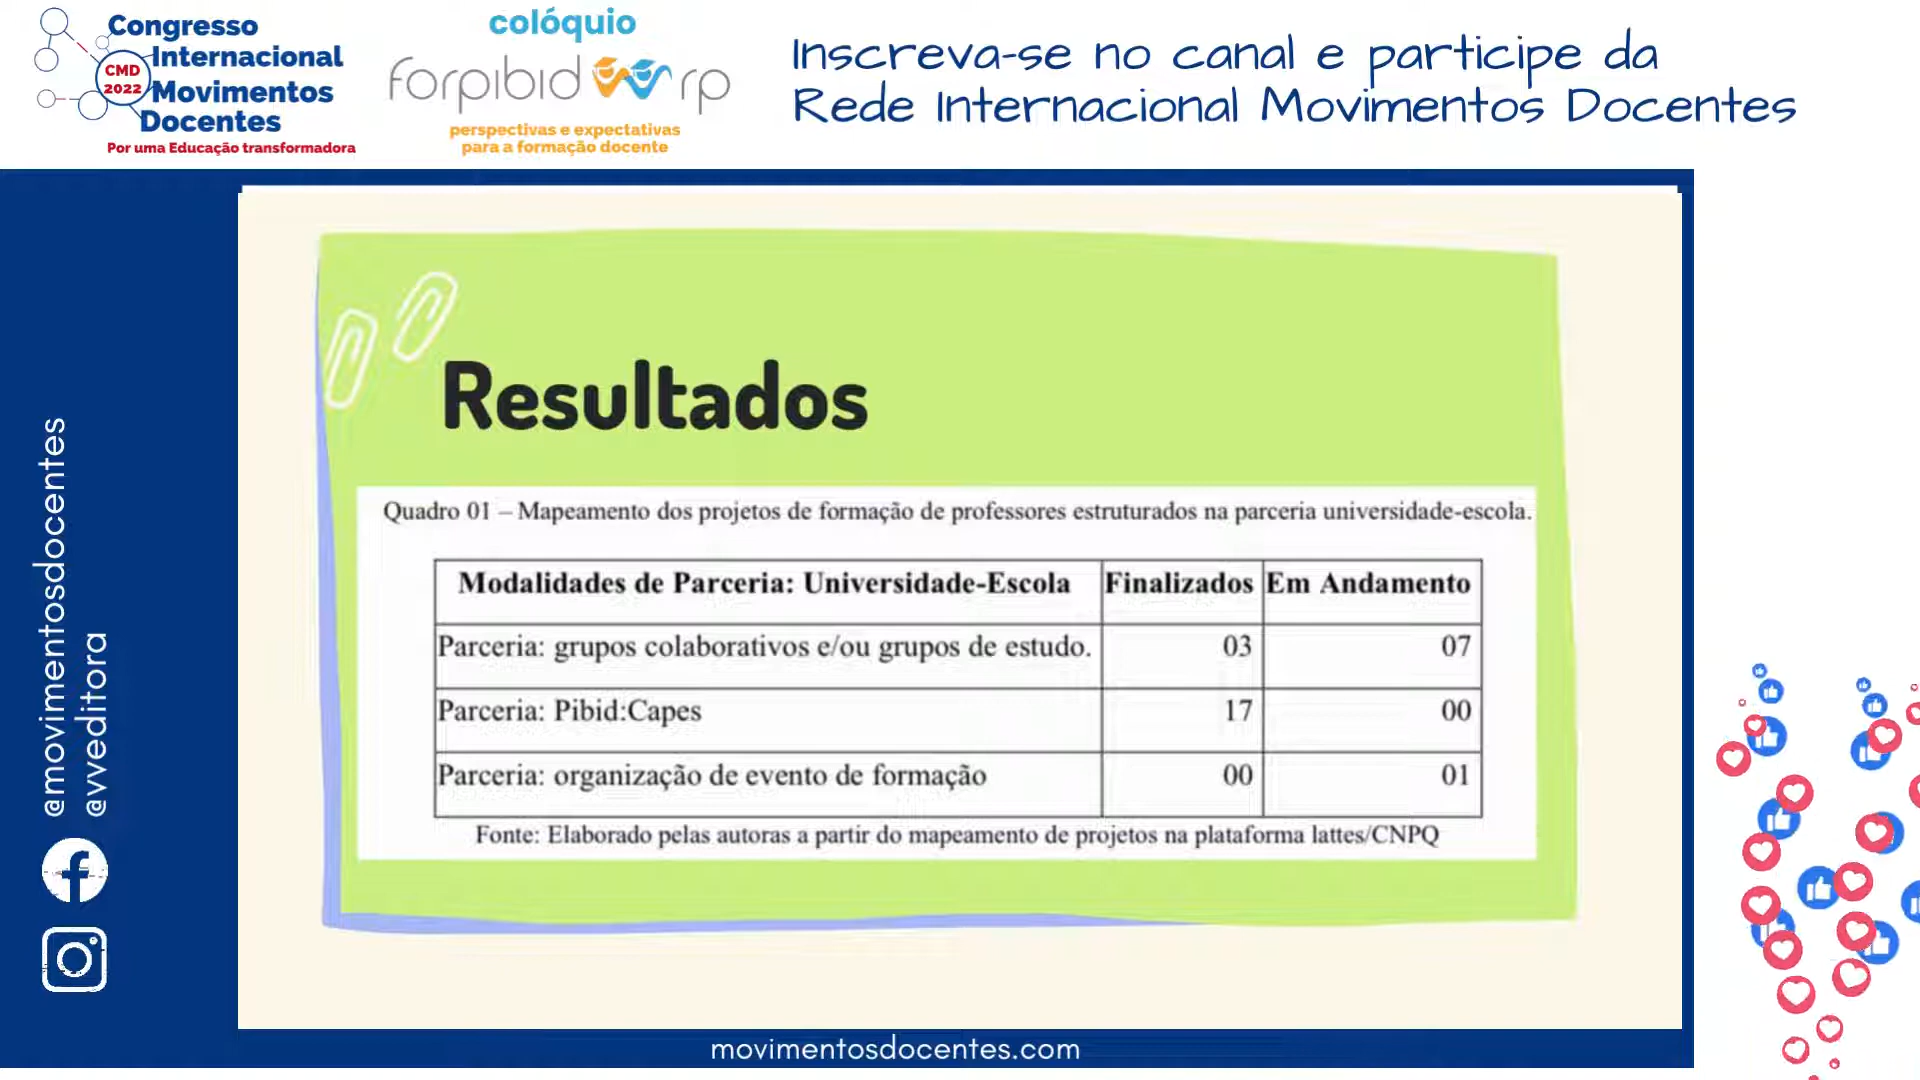 Congresso
Internacional
CMD
2022
Movimentos
Docentes
Por uma Educação transformadora
colóquio
forpibid rp
perspectivas e expectativas
para a formação docente
Inscreva-se no canal e participe da
Rede Internacional Movimentos Docentes
Resultados
Quadro 01 – Mapeamento dos projetos de formação de professores estruturados na parceria universidade-escola.
Modalidades de Parceria: Universidade-Escola Finalizados Em Andamento
Parceria: grupos colaborativos e/ou grupos de estudo. 03 07
Parceria: Pibid:Capes 17 00
Parceria: organização de evento de formação 00 01
Fonte: Elaborado pelas autoras a partir do mapeamento de projetos na plataforma lattes/CNPQ
@movimentosdocentes
@vveditora
movimentosdocentes.com